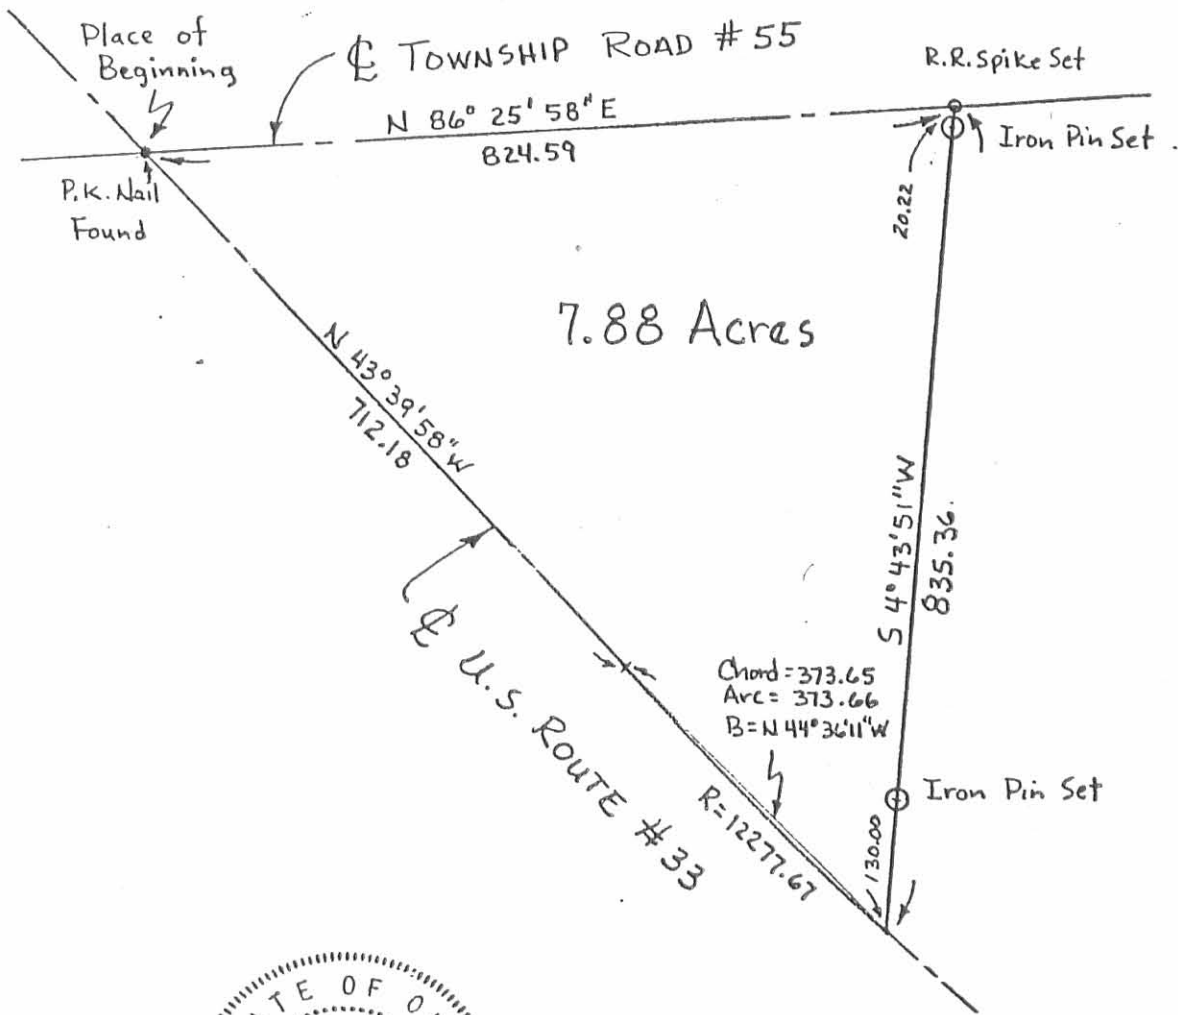 Place of
Beginning
℄ TOWNSHIP ROAD # 55
R.R. Spike Set
N 86° 25' 58" E
824.59
Iron Pin Set.
P.K. Nail
Found
20.22
7.88 Acres
N 43° 39' 58" W
712.18
S 4° 43' 51" W
835.36.
℄ U.S. ROUTE #33
Chord = 373.65
Arc = 373.66
B = N 44° 36' 11" W
R = 12277.67
Iron Pin Set
130.00
TE OF O